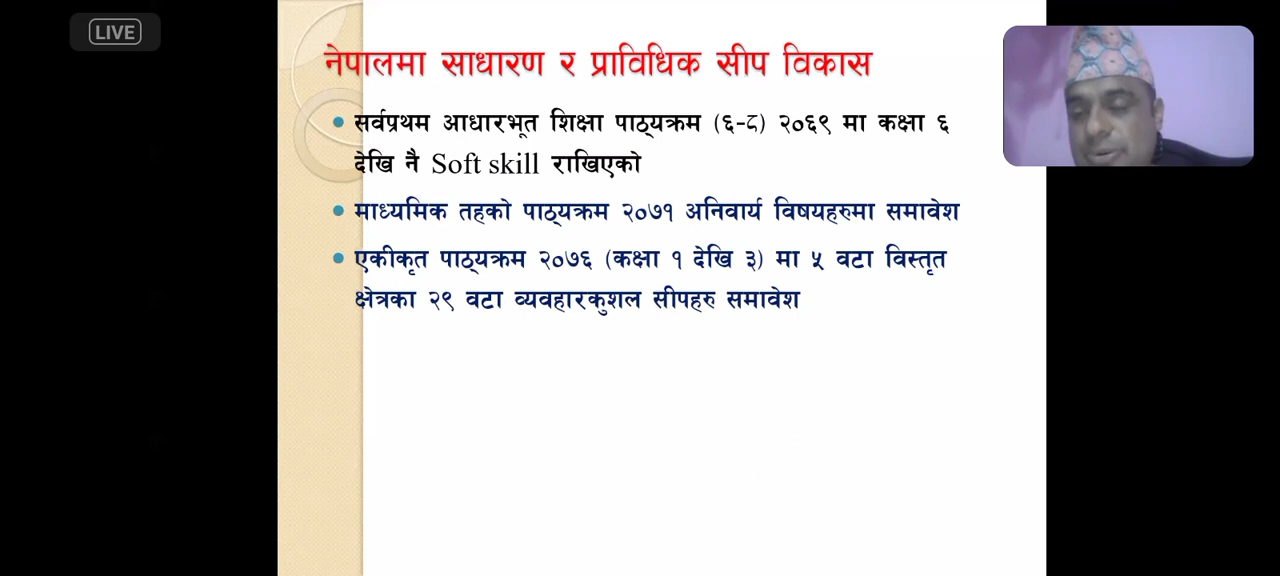 LIVE
नेपालमा साधारण र प्राविधिक सीप विकास
सर्वप्रथम आधारभूत शिक्षा पाठ्यक्रम (६-८) २०६९ मा कक्षा ६
देखि नै Soft skill राखिएको
माध्यमिक तहको पाठ्यक्रम २०७१ अनिवार्य विषयहरुमा समावेश
एकीकृत पाठ्यक्रम २०७६ (कक्षा १ देखि ३) मा ५ वटा विस्तृत
क्षेत्रका २९ वटा व्यवहारकुशल सीपहरु समावेश